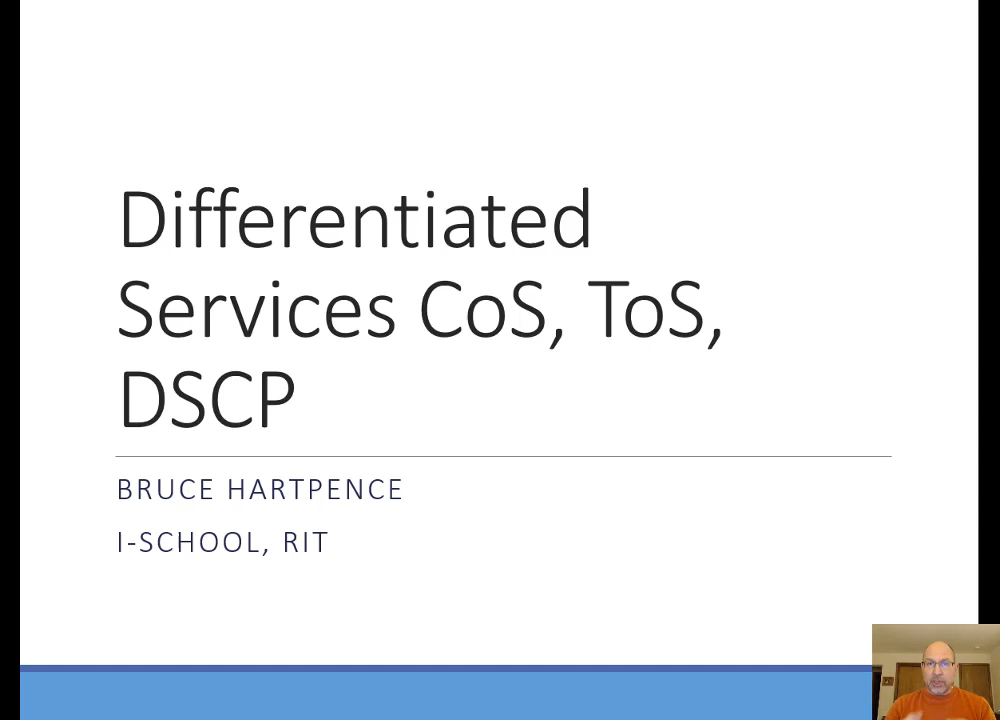 Differentiated
Services CoS, ToS,
DSCP
BRUCE HARTPENCE
I-SCHOOL, RIT